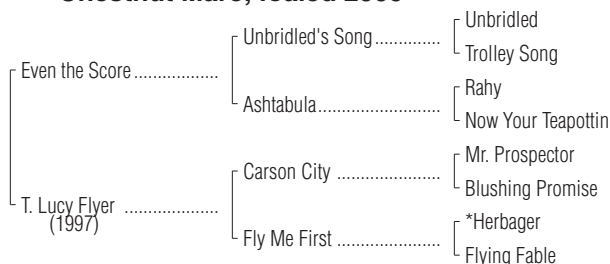 Chestnut Mare; foaled
Unbridled
Unbridled's Song
Trolley Song
Even the Score
Rahy
Ashtabula
Now Your Teapottin
Mr. Prospector
Carson City
Blushing Promise
T. Lucy Flyer
(1997)
*Herbager
Fly Me First
Flying Fable